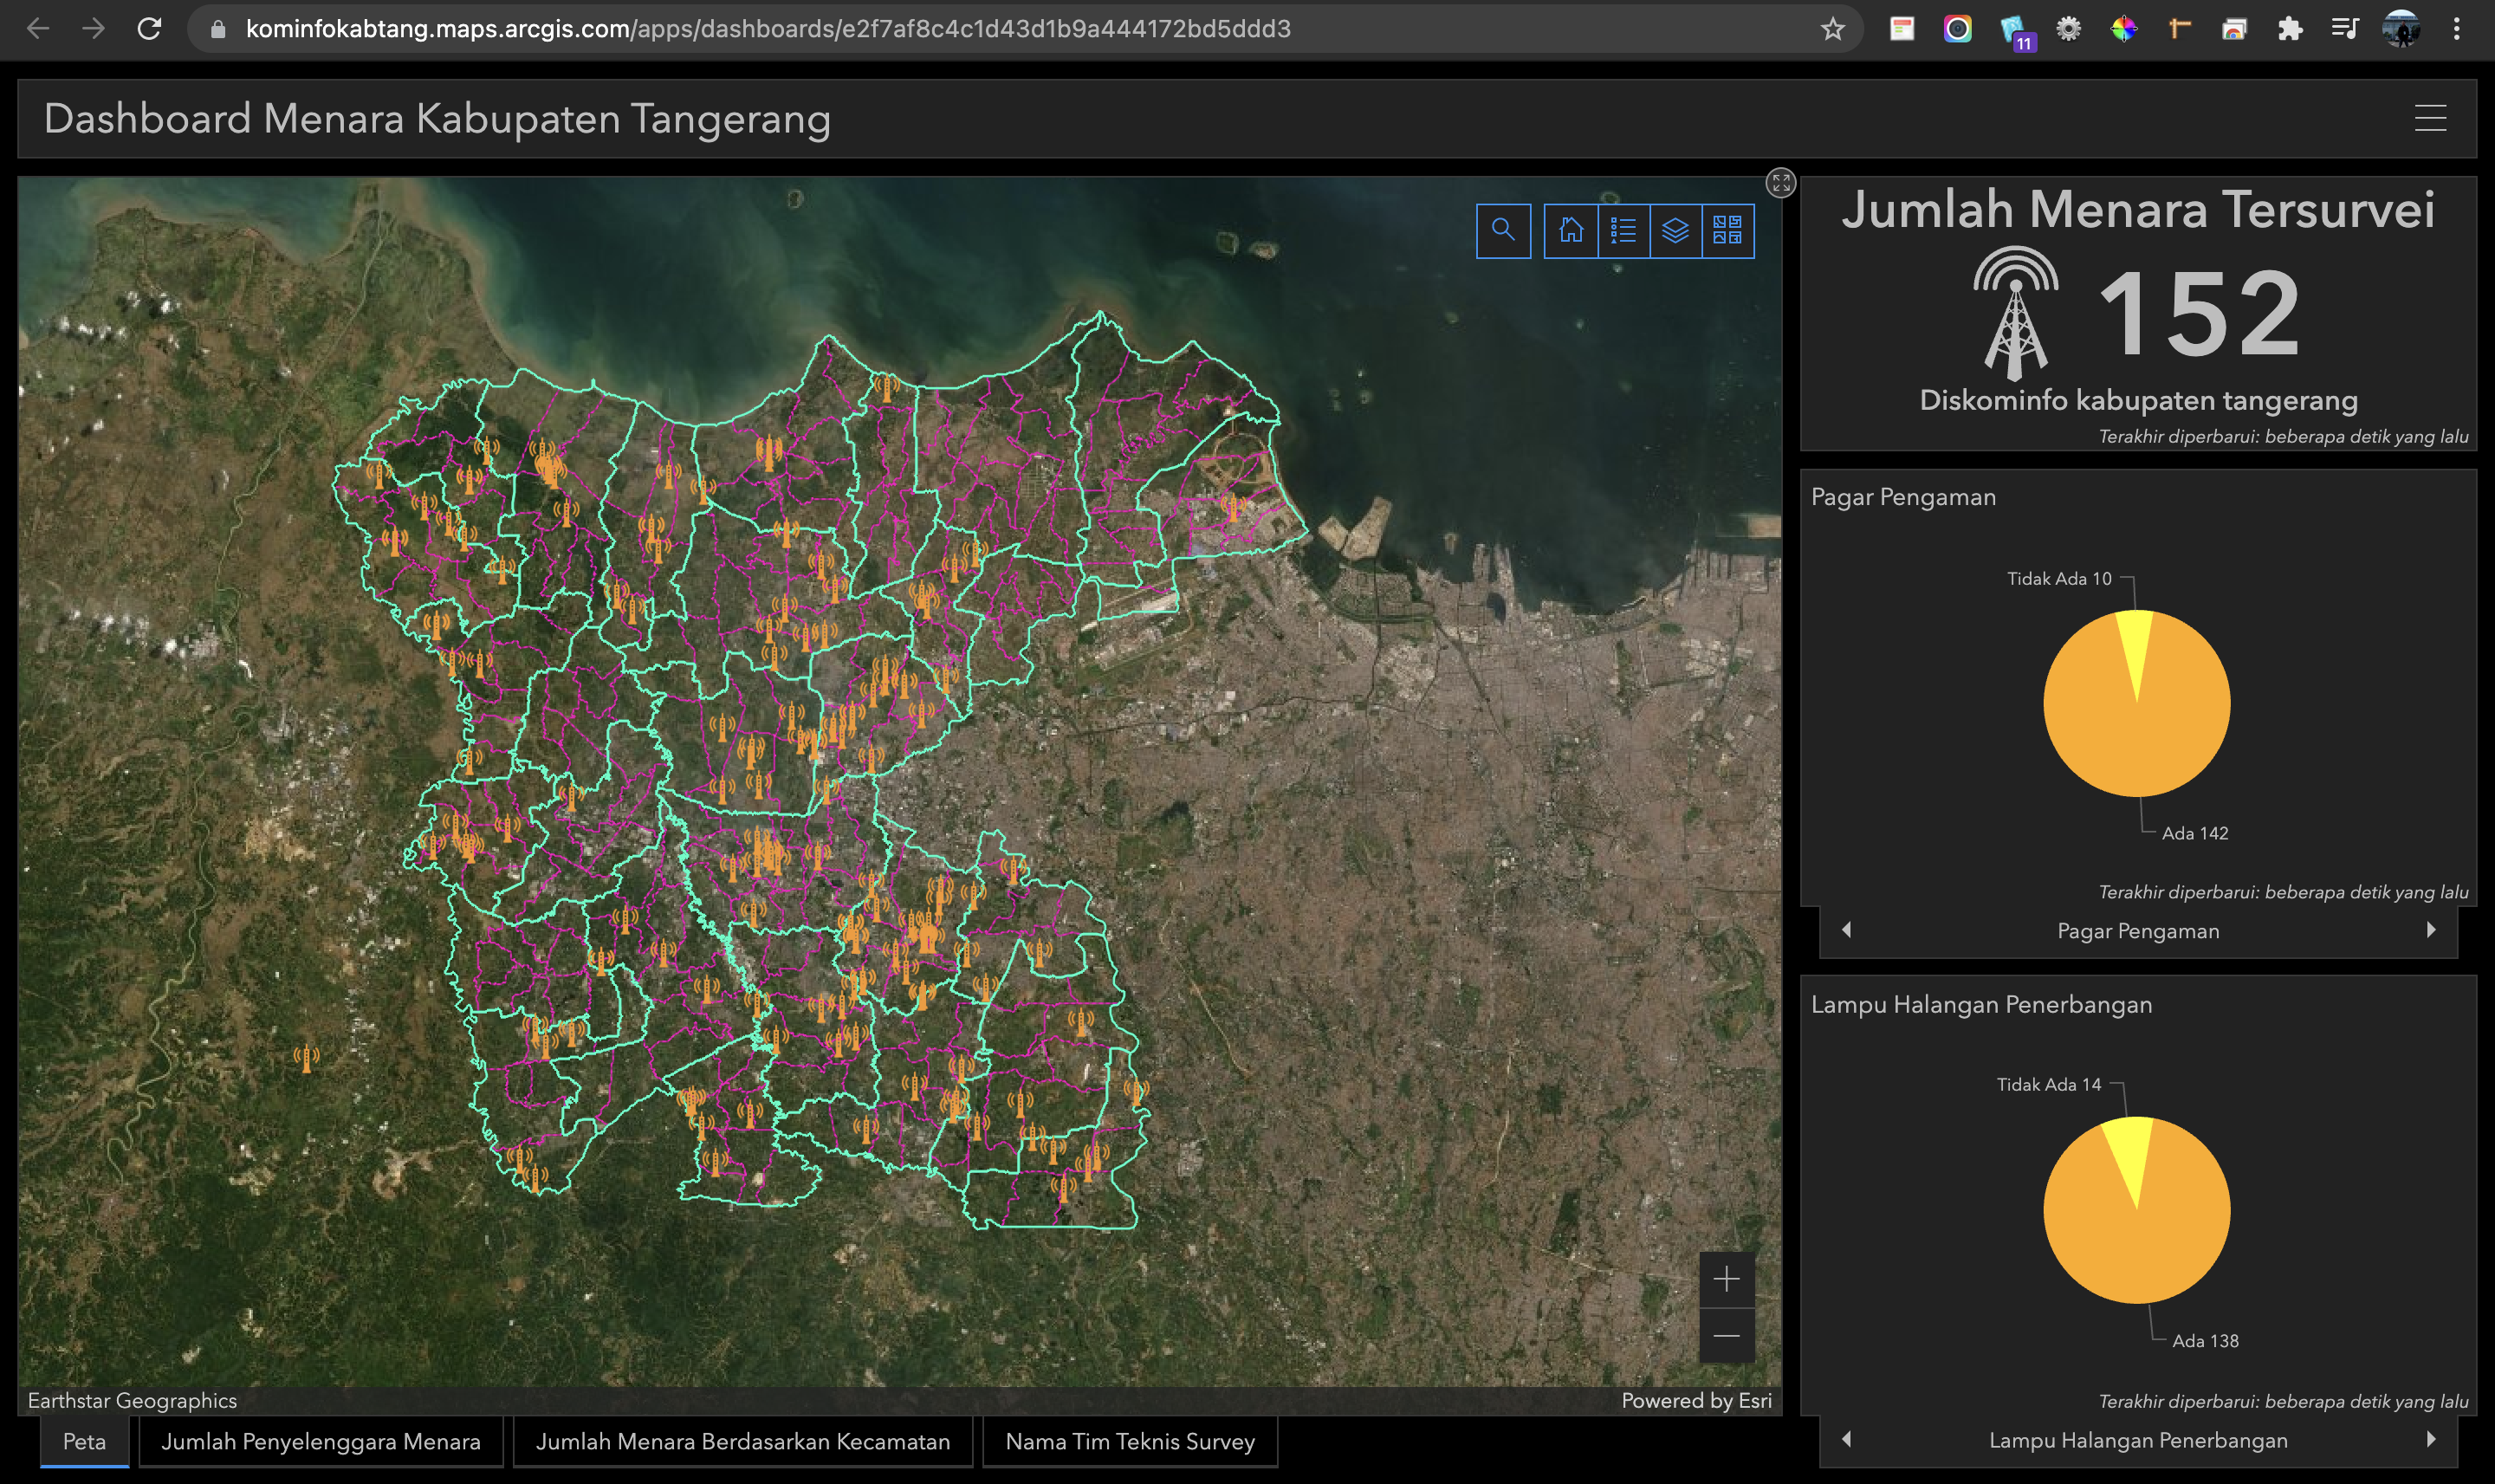 kominfokabtang.maps.arcgis.com/apps/dashboards/e2f7af8c4c1d43d1b9a444172bd5ddd3
11
Dashboard Menara Kabupaten Tangerang
Jumlah Menara Tersurvei
152
Diskominfo kabupaten tangerang
Terakhir diperbarui: beberapa detik yang lalu
Pagar Pengaman
Tidak Ada 10
Ada 142
Terakhir diperbarui: beberapa detik yang lalu
Pagar Pengaman
Lampu Halangan Penerbangan
Tidak Ada 14
Ada 138
Terakhir diperbarui: beberapa detik yang lalu
Lampu Halangan Penerbangan
Earthstar Geographics
Powered by Esri
Peta
Jumlah Penyelenggara Menara
Jumlah Menara Berdasarkan Kecamatan
Nama Tim Teknis Survey